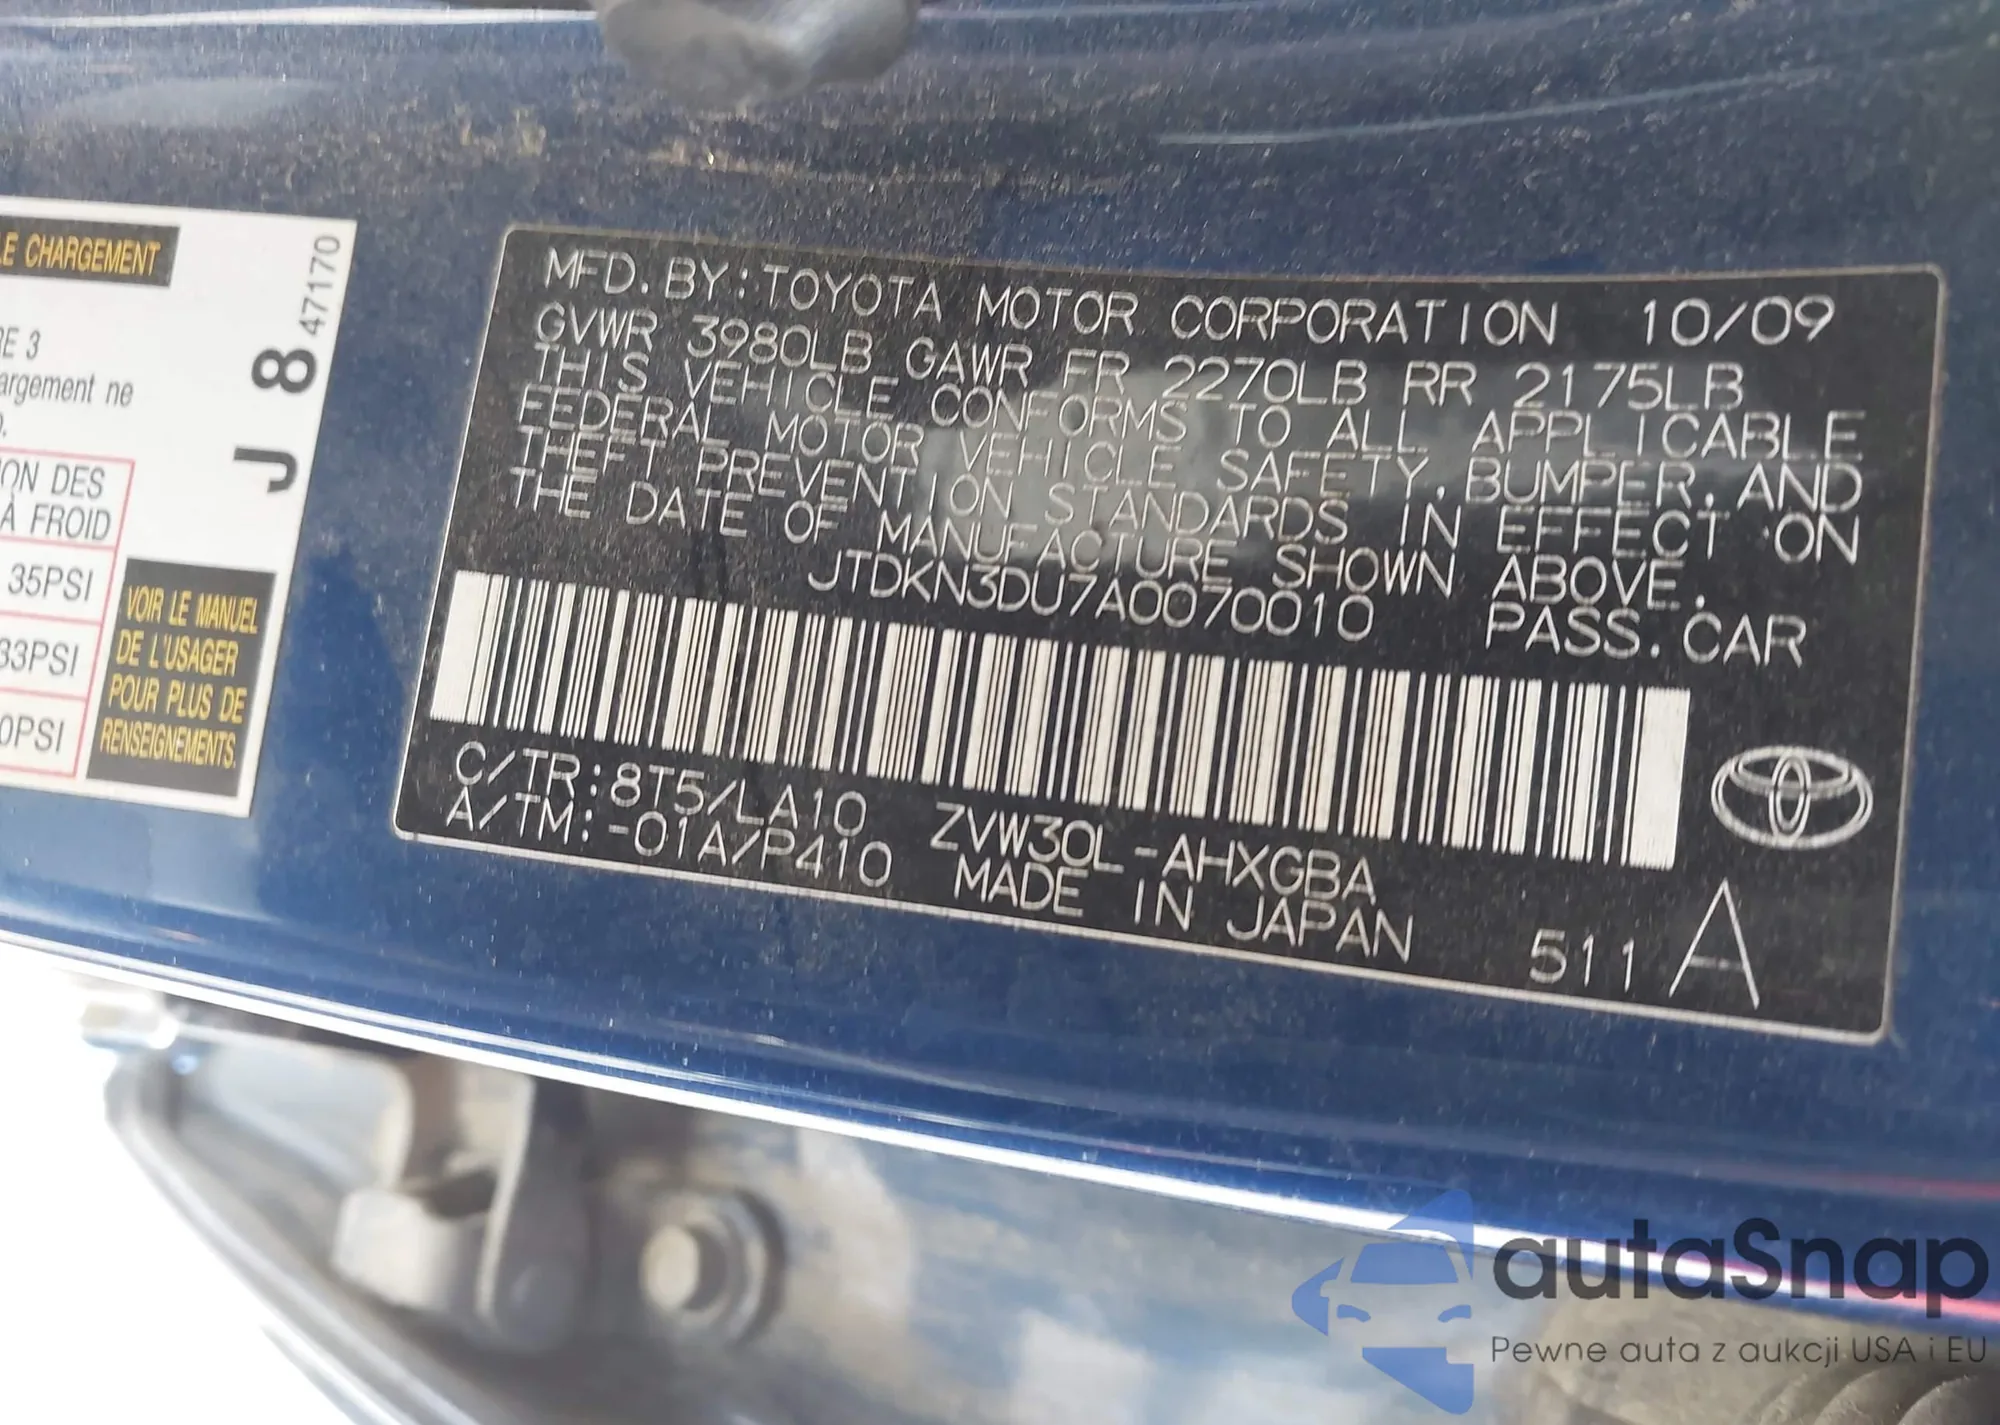 LE CHARGEMENT
RE 3
argement ne
ON DES
À FROID
35PSI
33PSI
0PSI
VOIR LE MANUEL
DE L'USAGER
POUR PLUS DE
RENSEIGNEMENTS.
J 8 47170
MFD. BY: TOYOTA MOTOR CORPORATION 10/09
GVWR 3980LB GAWR FR 2270LB RR 2175LB
THIS VEHICLE CONFORMS TO ALL APPLICABLE
FEDERAL MOTOR VEHICLE SAFETY, BUMPER, AND
THEFT PREVENTION STANDARDS IN EFFECT ON
THE DATE OF MANUFACTURE SHOWN ABOVE.
JTDKN3DU7A0070010 PASS. CAR
C/TR: 8T5/LA10 ZVW30L-AHXGBA
A/TM: -01A/P410 MADE IN JAPAN
511 A
autaSnap
Pewne auta z aukcji USA i EU